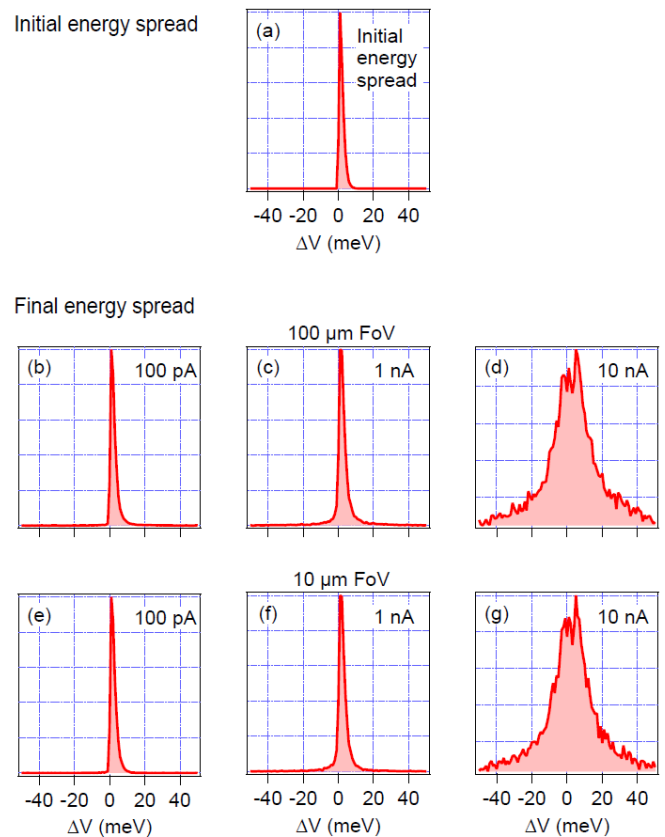 Initial energy spread
(a)
Initial
energy
spread
-40 -20 0 20 40
ΔV (meV)
Final energy spread
100 μm FoV
(b) 100 pA
(c) 1 nA
(d) 10 nA
10 μm FoV
(e) 100 pA
(f) 1 nA
(g) 10 nA
-40 -20 0 20 40
-40 -20 0 20 40
-40 -20 0 20 40
ΔV (meV)
ΔV (meV)
ΔV (meV)